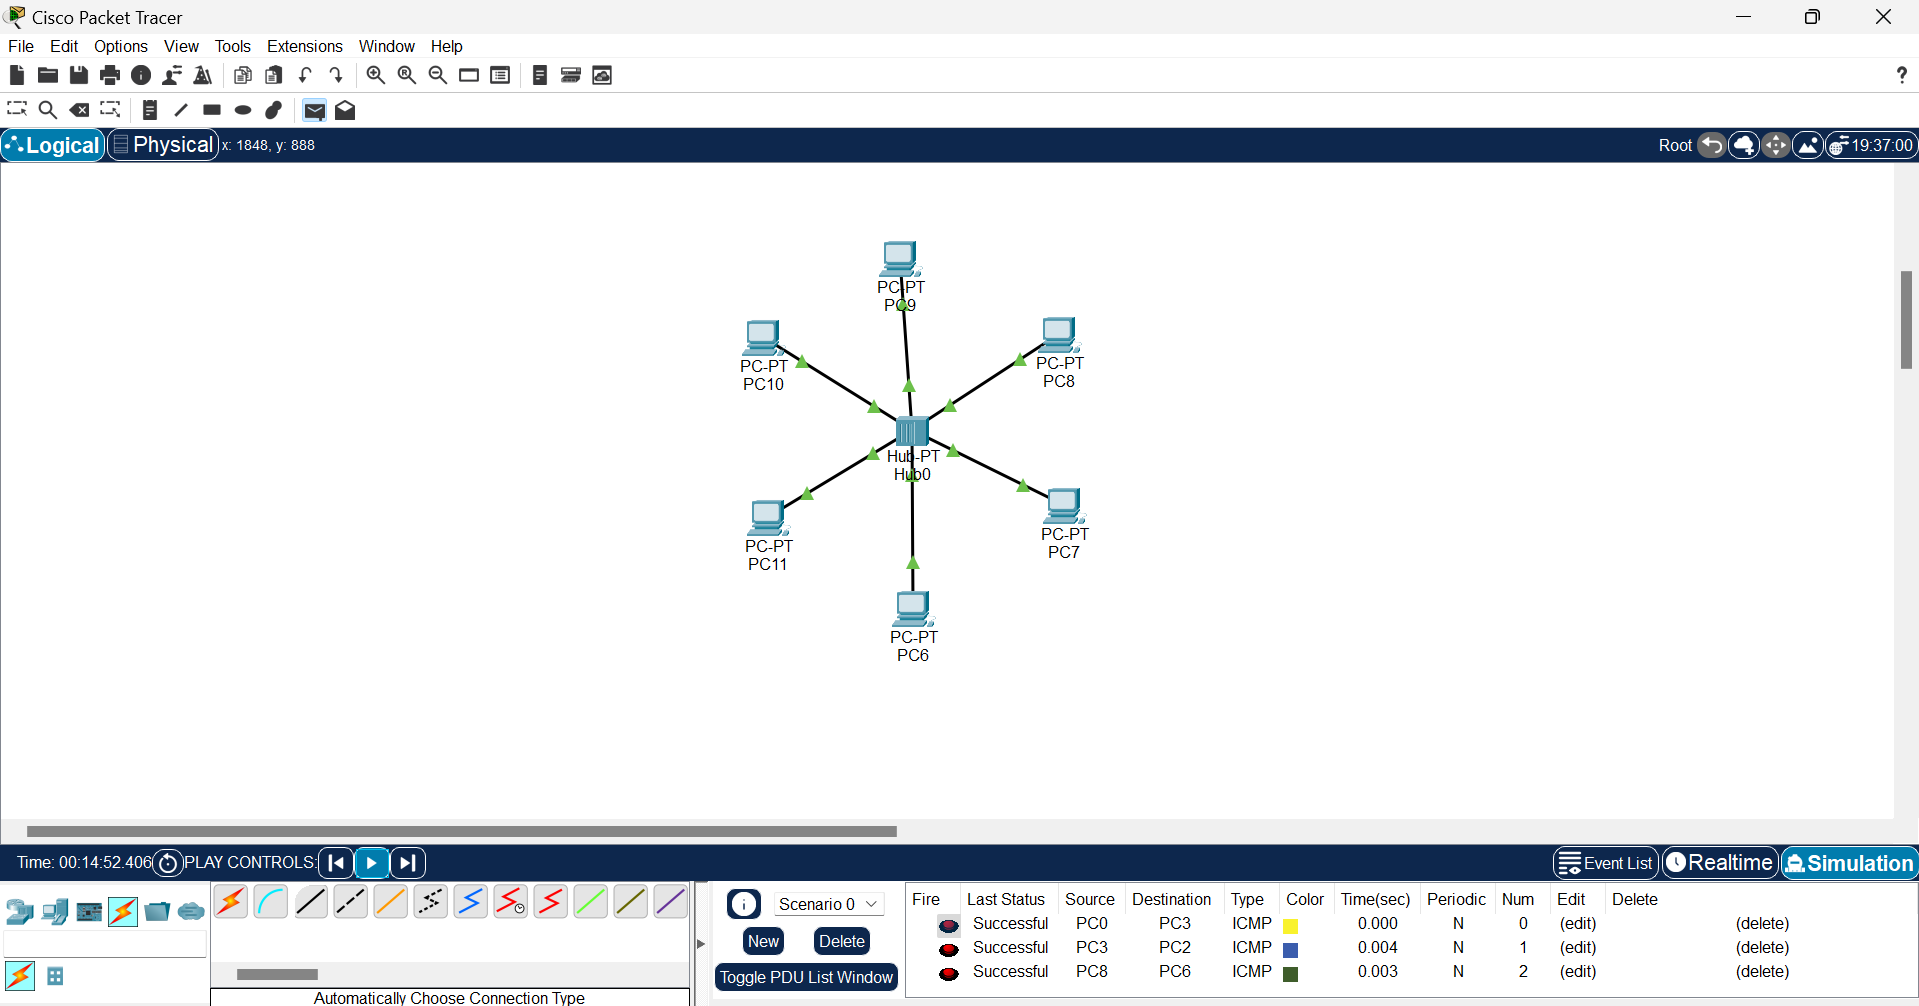 Cisco Packet Tracer
File Edit Options View Tools Extensions Window Help
?
Logical Physical x: 1848, y: 888 Root 19:37:00
PC-PT
PC9
PC-PT
PC10
PC-PT
PC8
Hub-PT
Hub0
PC-PT
PC11
PC-PT
PC7
PC-PT
PC6
Time: 00:14:52.406 PLAY CONTROLS: Event List Realtime Simulation
Scenario 0
New Delete
Toggle PDU List Window
Automatically Choose Connection Type
Fire Last Status Source Destination Type Color Time(sec) Periodic Num Edit Delete
Successful PC0 PC3 ICMP 0.000 N 0 (edit) (delete)
Successful PC3 PC2 ICMP 0.004 N 1 (edit) (delete)
Successful PC8 PC6 ICMP 0.003 N 2 (edit) (delete)